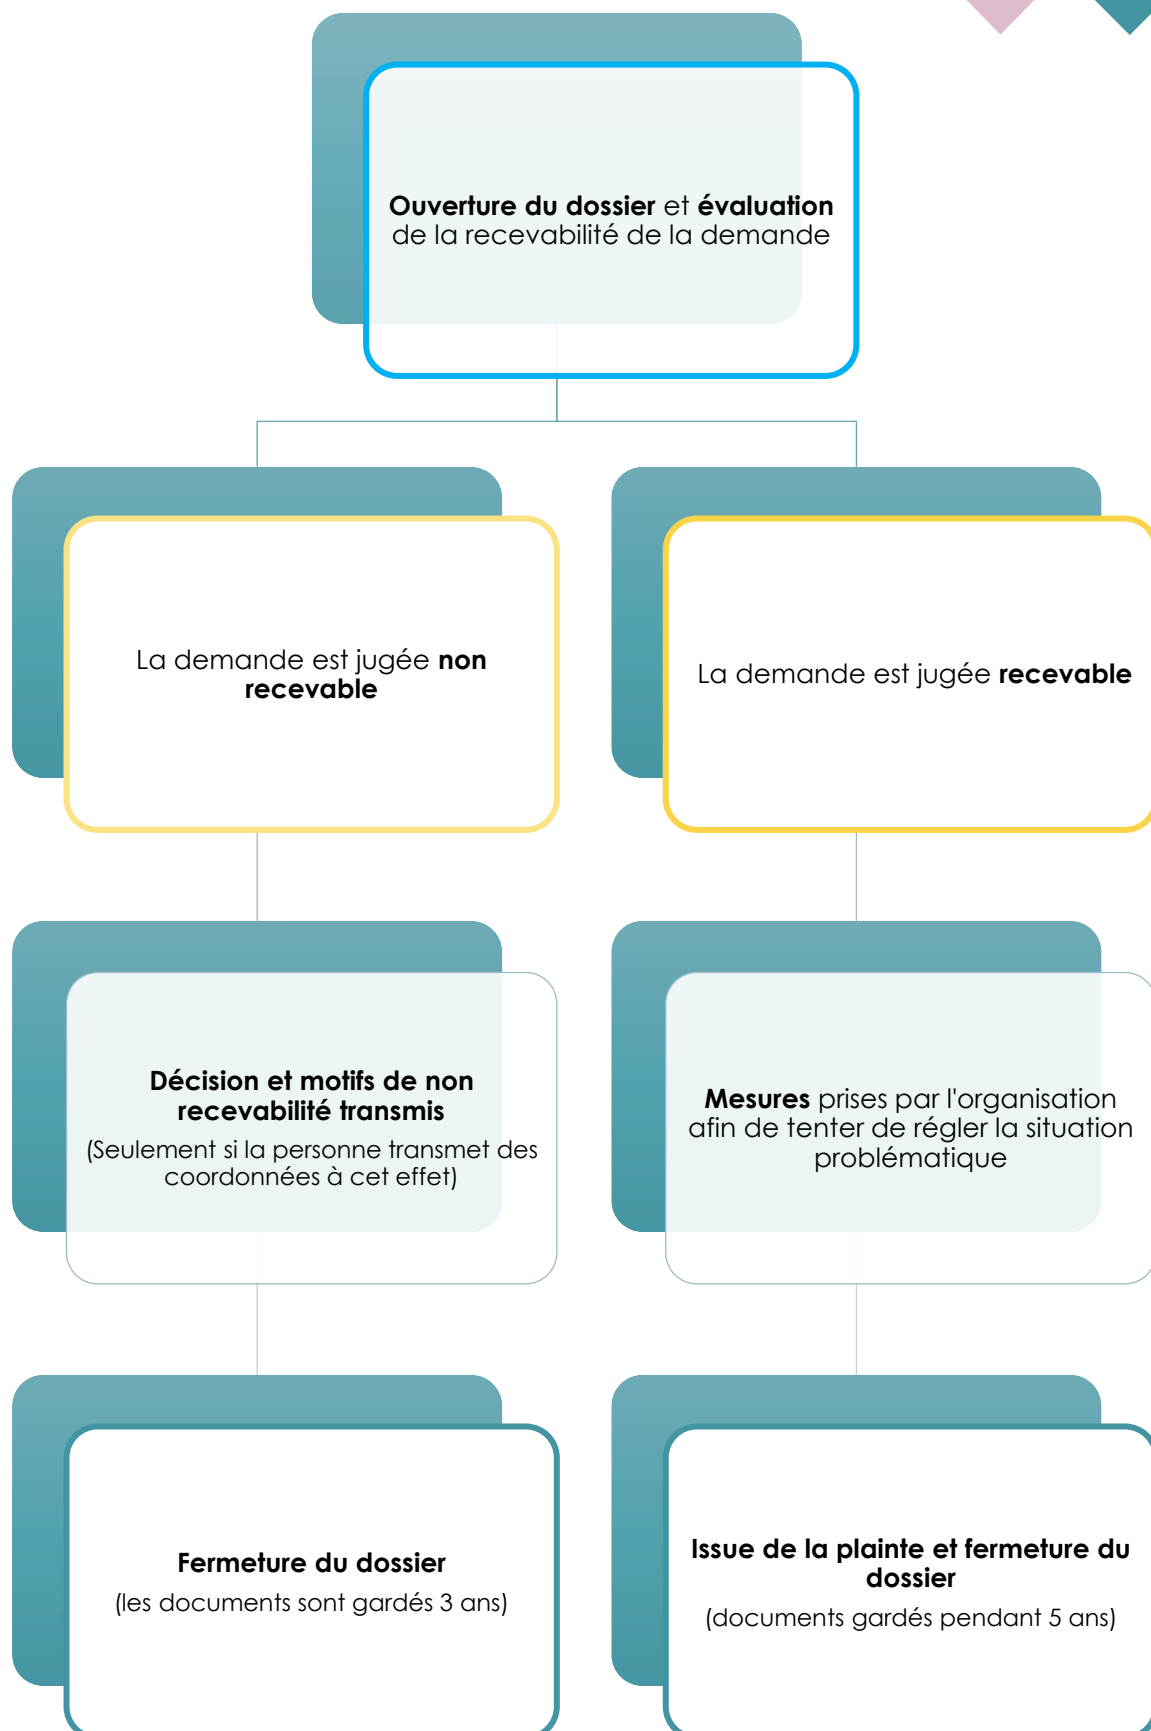 Ouverture du dossier et évaluation
de la recevabilité de la demande
La demande est jugée non
recevable
La demande est jugée recevable
Décision et motifs de non
recevabilité transmis
(Seulement si la personne transmet des
coordonnées à cet effet)
Mesures prises par l'organisation
afin de tenter de régler la situation
problématique
Fermeture du dossier
(les documents sont gardés 3 ans)
Issue de la plainte et fermeture du
dossier
(documents gardés pendant 5 ans)